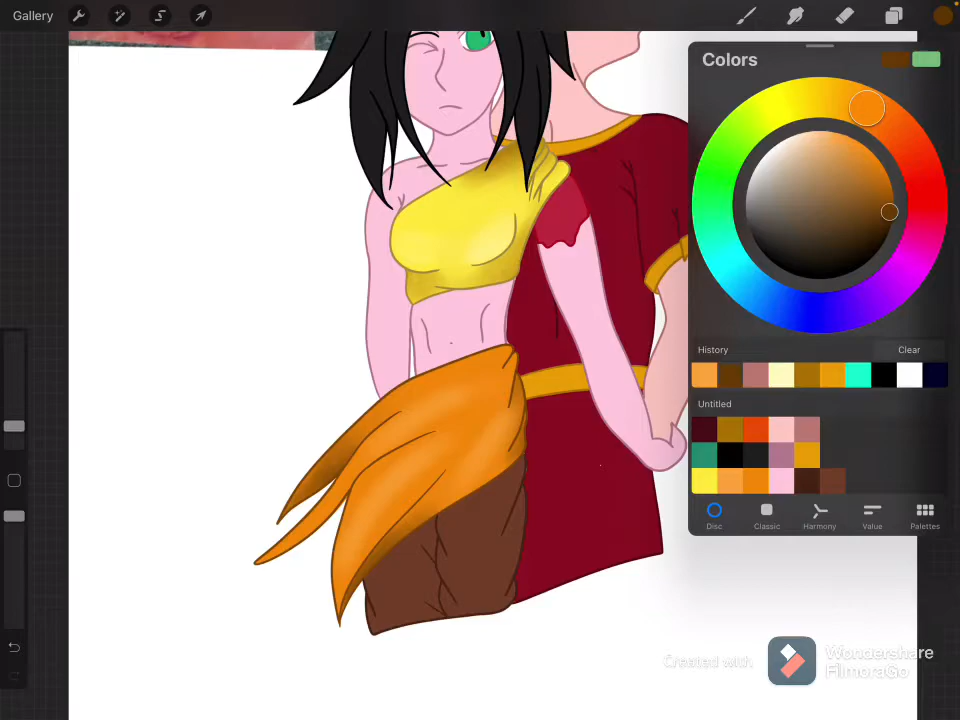 Gallery
Colors
History
Clear
Untitled
Disc
Classic
Harmony
Value
Palettes
Created with
Wondershare
FilmoraGo